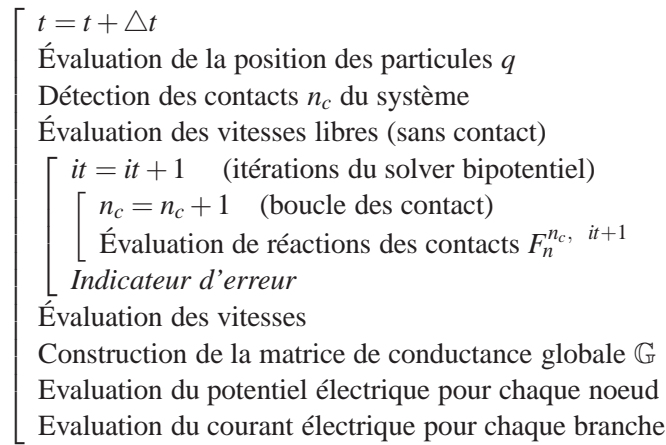 t = t + △t
Évaluation de la position des particules q
Détection des contacts n_c du système
Évaluation des vitesses libres (sans contact)
it = it + 1 (itérations du solver bipotentiel)
n_c = n_c + 1 (boucle des contact)
Évaluation de réactions des contacts F_n^{n_c, it+1}
Indicateur d'erreur
Évaluation des vitesses
Construction de la matrice de conductance globale 𝔾
Evaluation du potentiel électrique pour chaque noeud
Evaluation du courant électrique pour chaque branche